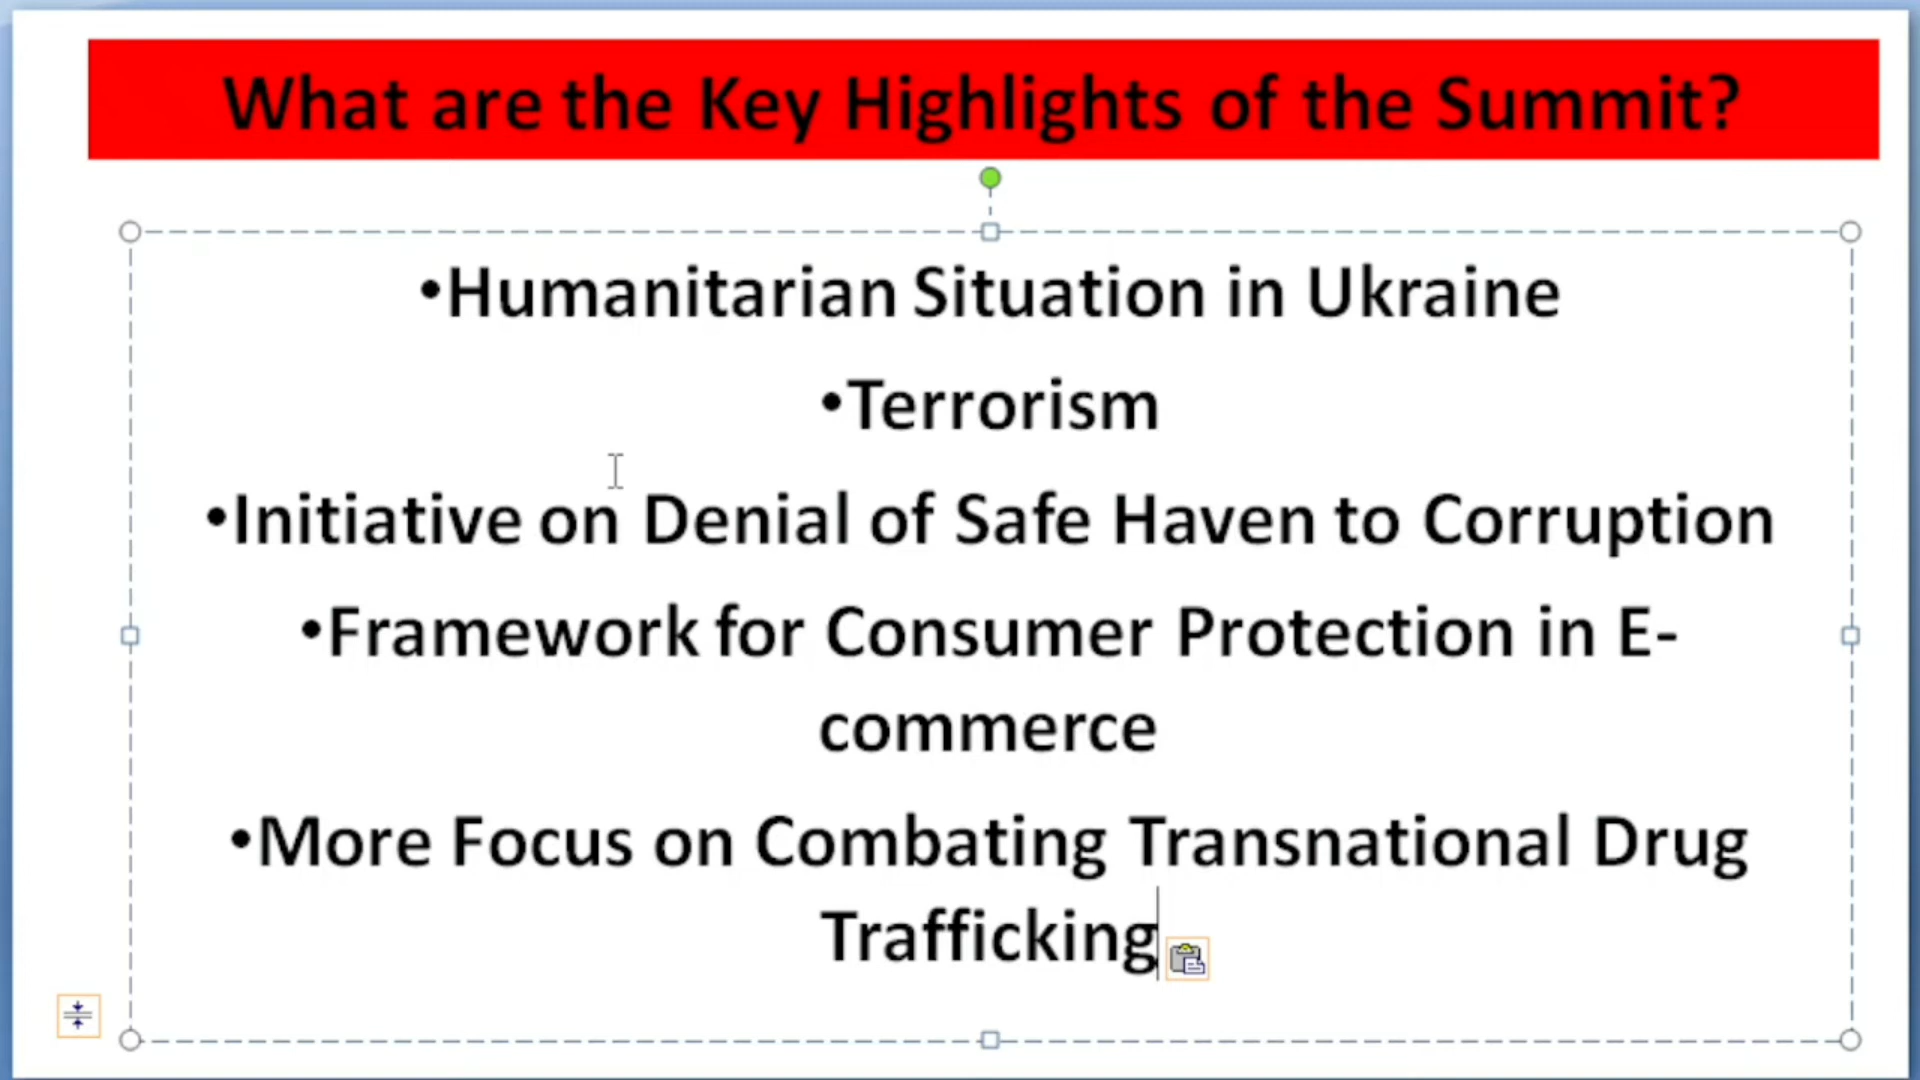 What are the Key Highlights of the Summit?
•Humanitarian Situation in Ukraine
•Terrorism
•Initiative on Denial of Safe Haven to Corruption
•Framework for Consumer Protection in E-
commerce
•More Focus on Combating Transnational Drug
Trafficking